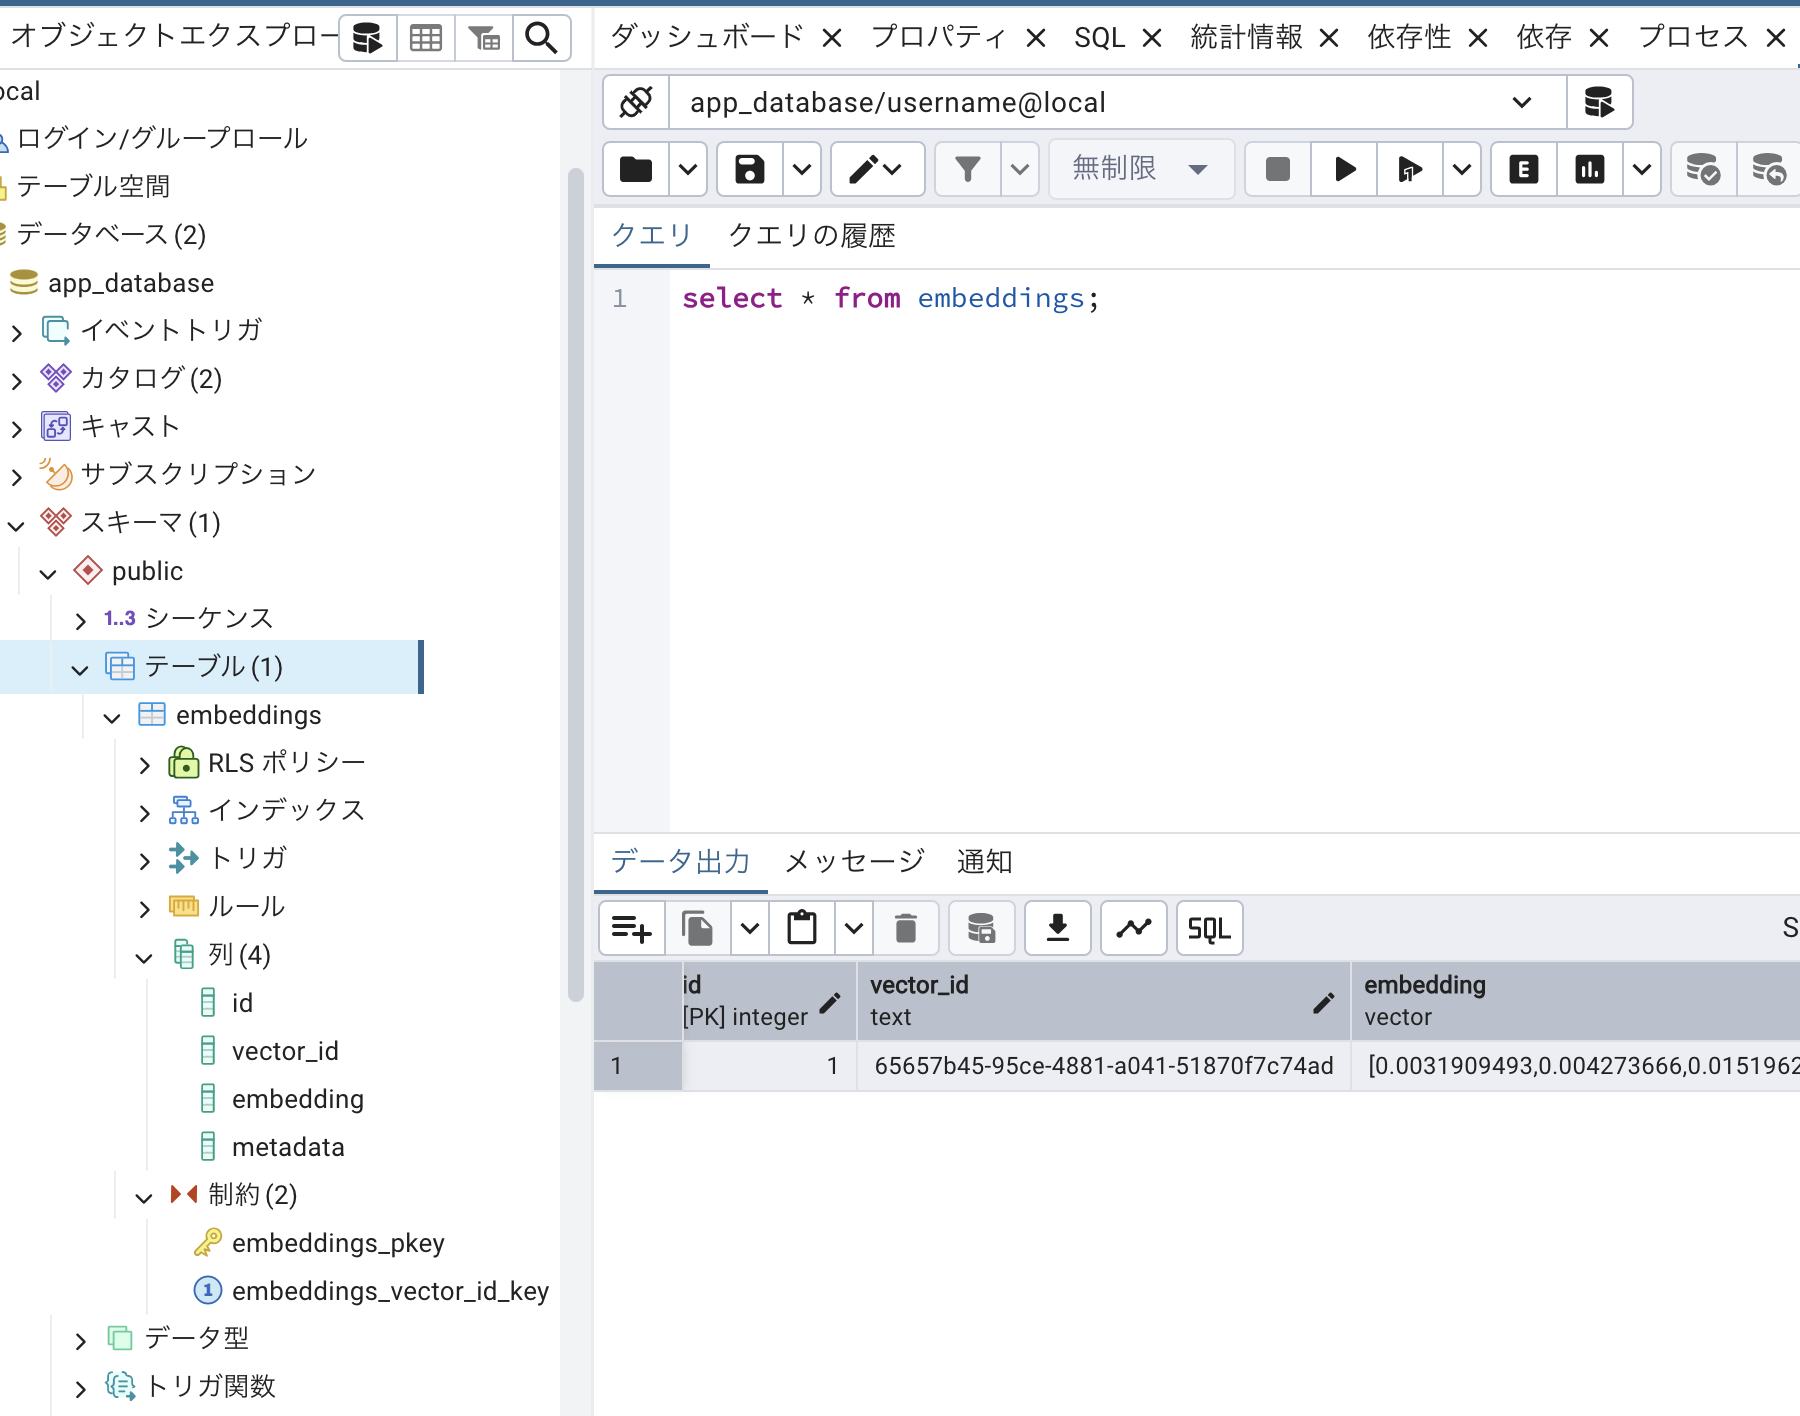 オブジェクトエクスプロー
ocal
ログイン/グループロール
テーブル空間
データベース (2)
app_database
イベントトリガ
カタログ (2)
キャスト
サブスクリプション
スキーマ (1)
public
1..3 シーケンス
テーブル (1)
embeddings
RLS ポリシー
インデックス
トリガ
ルール
列 (4)
id
vector_id
embedding
metadata
制約 (2)
embeddings_pkey
1 embeddings_vector_id_key
データ型
トリガ関数
ダッシュボード × プロパティ × SQL × 統計情報 × 依存性 × 依存 × プロセス ×
app_database/username@local
無制限
E
クエリ クエリの履歴
1 select * from embeddings;
データ出力 メッセージ 通知
SQL S
id vector_id embedding
[PK] integer text vector
1 1 65657b45-95ce-4881-a041-51870f7c74ad [0.0031909493,0.004273666,0.0151962